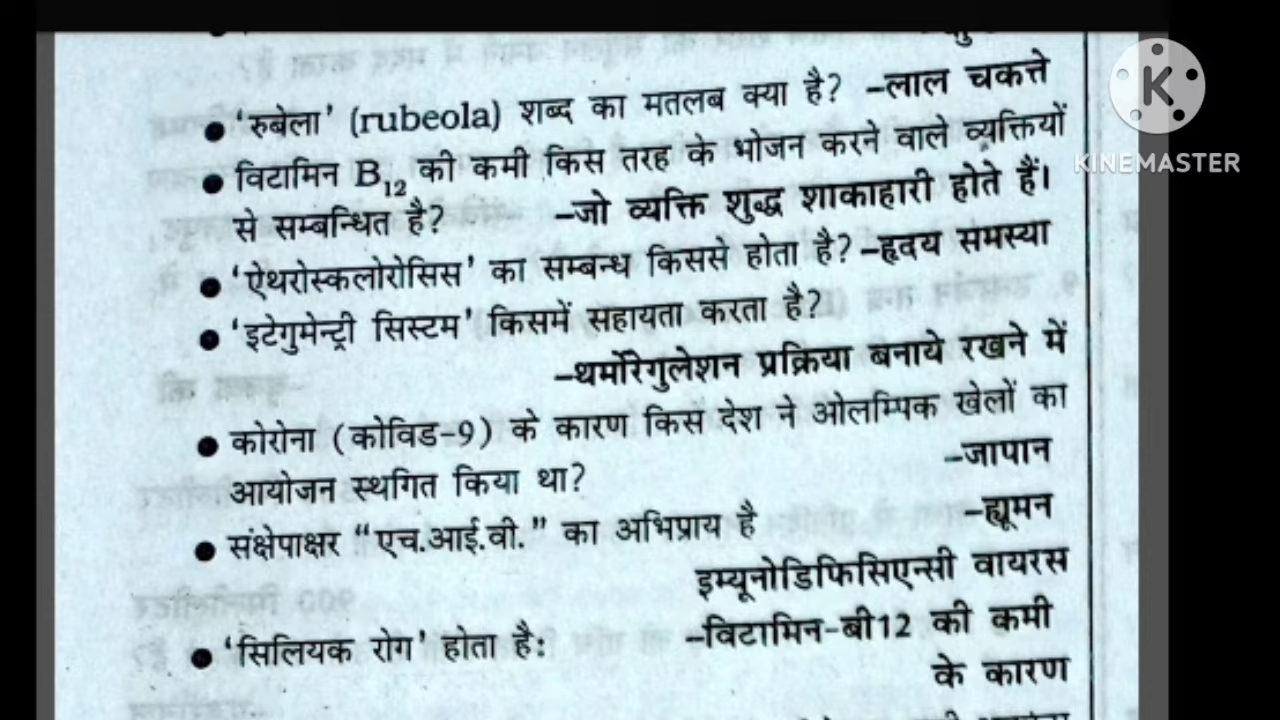 ● 'रुबेला' (rubeola) शब्द का मतलब क्या है? –लाल चकत्ते
● विटामिन B12 की कमी किस तरह के भोजन करने वाले व्यक्तियों
से सम्बन्धित है? –जो व्यक्ति शुद्ध शाकाहारी होते हैं।
● 'ऐथरोस्कलोरोसिस' का सम्बन्ध किससे होता है? –हृदय समस्या
● 'इटेगुमेन्ट्री सिस्टम' किसमें सहायता करता है?
–थर्मोरेगुलेशन प्रक्रिया बनाये रखने में
● कोरोना (कोविड-9) के कारण किस देश ने ओलम्पिक खेलों का
आयोजन स्थगित किया था? –जापान
● संक्षेपाक्षर "एच.आई.वी." का अभिप्राय है –ह्यूमन
इम्यूनोडिफिसिएन्सी वायरस
● 'सिलियक रोग' होता है: –विटामिन-बी12 की कमी
के कारण
K
KINEMASTER